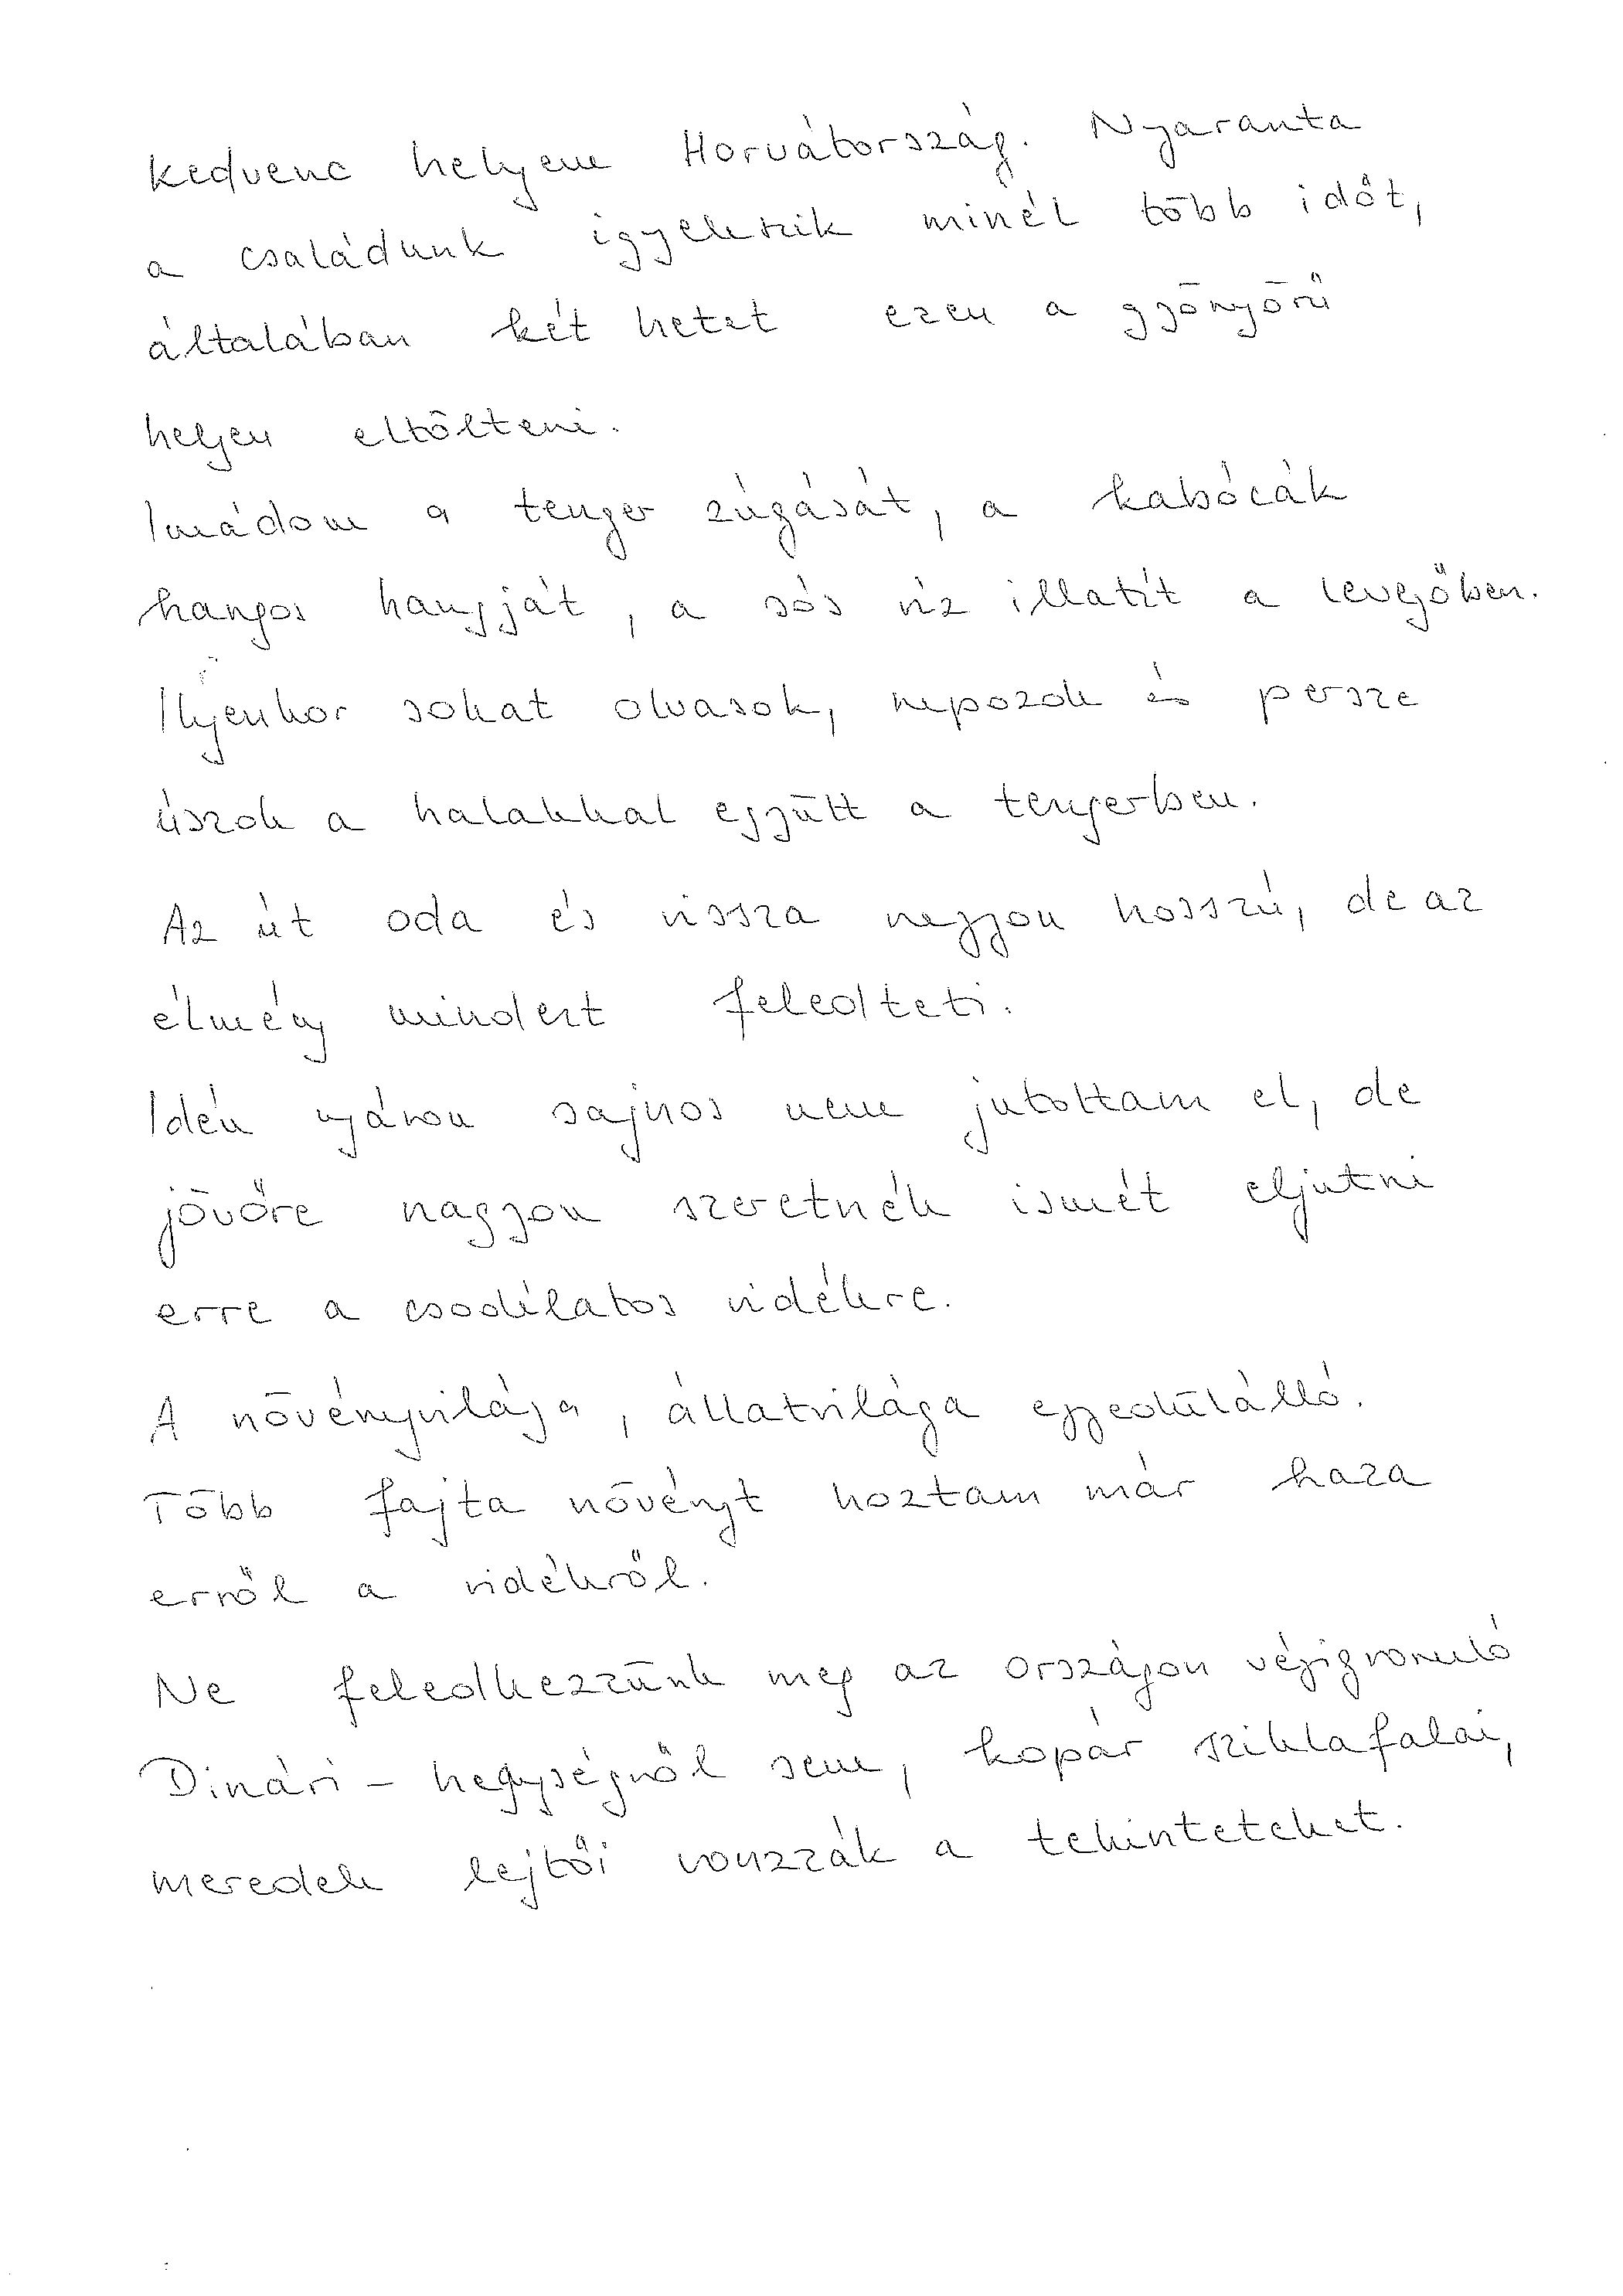 Kedvenc helyem Horvátország. Nyaranta
a családunk igyekszik minél több időt,
általában két hetet ezen a gyönyörű
helyen eltölteni.
Imádom a tenger zúgását, a kabócák
hangos hangját, a sós víz illatát a levegőben.
Ilyenkor sokat olvasok, napozok és persze
úszok a halakkal együtt a tengerben.
Az út oda és vissza nagyon hosszú, de az
élmény mindezt feledteti.
Idén nyáron sajnos nem jutottam el, de
jövőre nagyon szeretnék ismét eljutni
erre a csodálatos vidékre.
A növényvilága, állatvilága egyedülálló.
Több fajta növényt hoztam már haza
erről a vidékről.
Ne feledkezzünk meg az országon végigvonuló
Dinári-hegységről sem, kopár sziklafalai,
meredek lejtői vonzzák a tekinteteket.